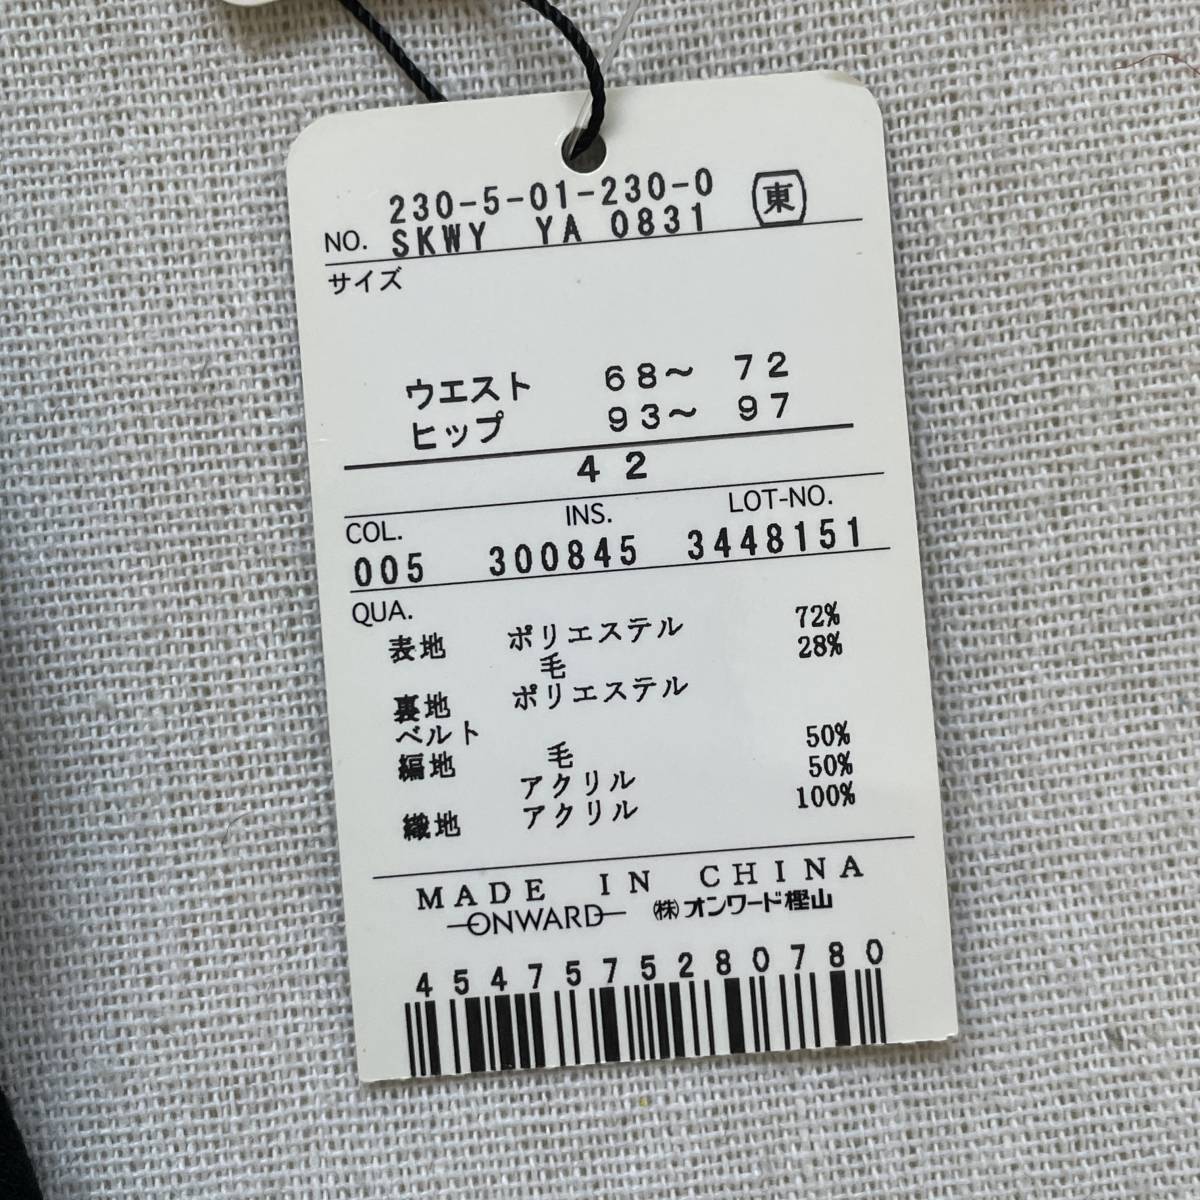 230-5-01-230-0 東
NO. SKWY YA 0831
サイズ
ウエスト 68〜 72
ヒップ 93〜 97
42
COL. INS. LOT-NO.
005 300845 3448151
QUA.
表地 ポリエステル 72%
毛 28%
裏地 ポリエステル
ベルト
編地 毛 50%
アクリル 50%
織地 アクリル 100%
MADE IN CHINA
ONWARD ㈱オンワード樫山
4547575280780